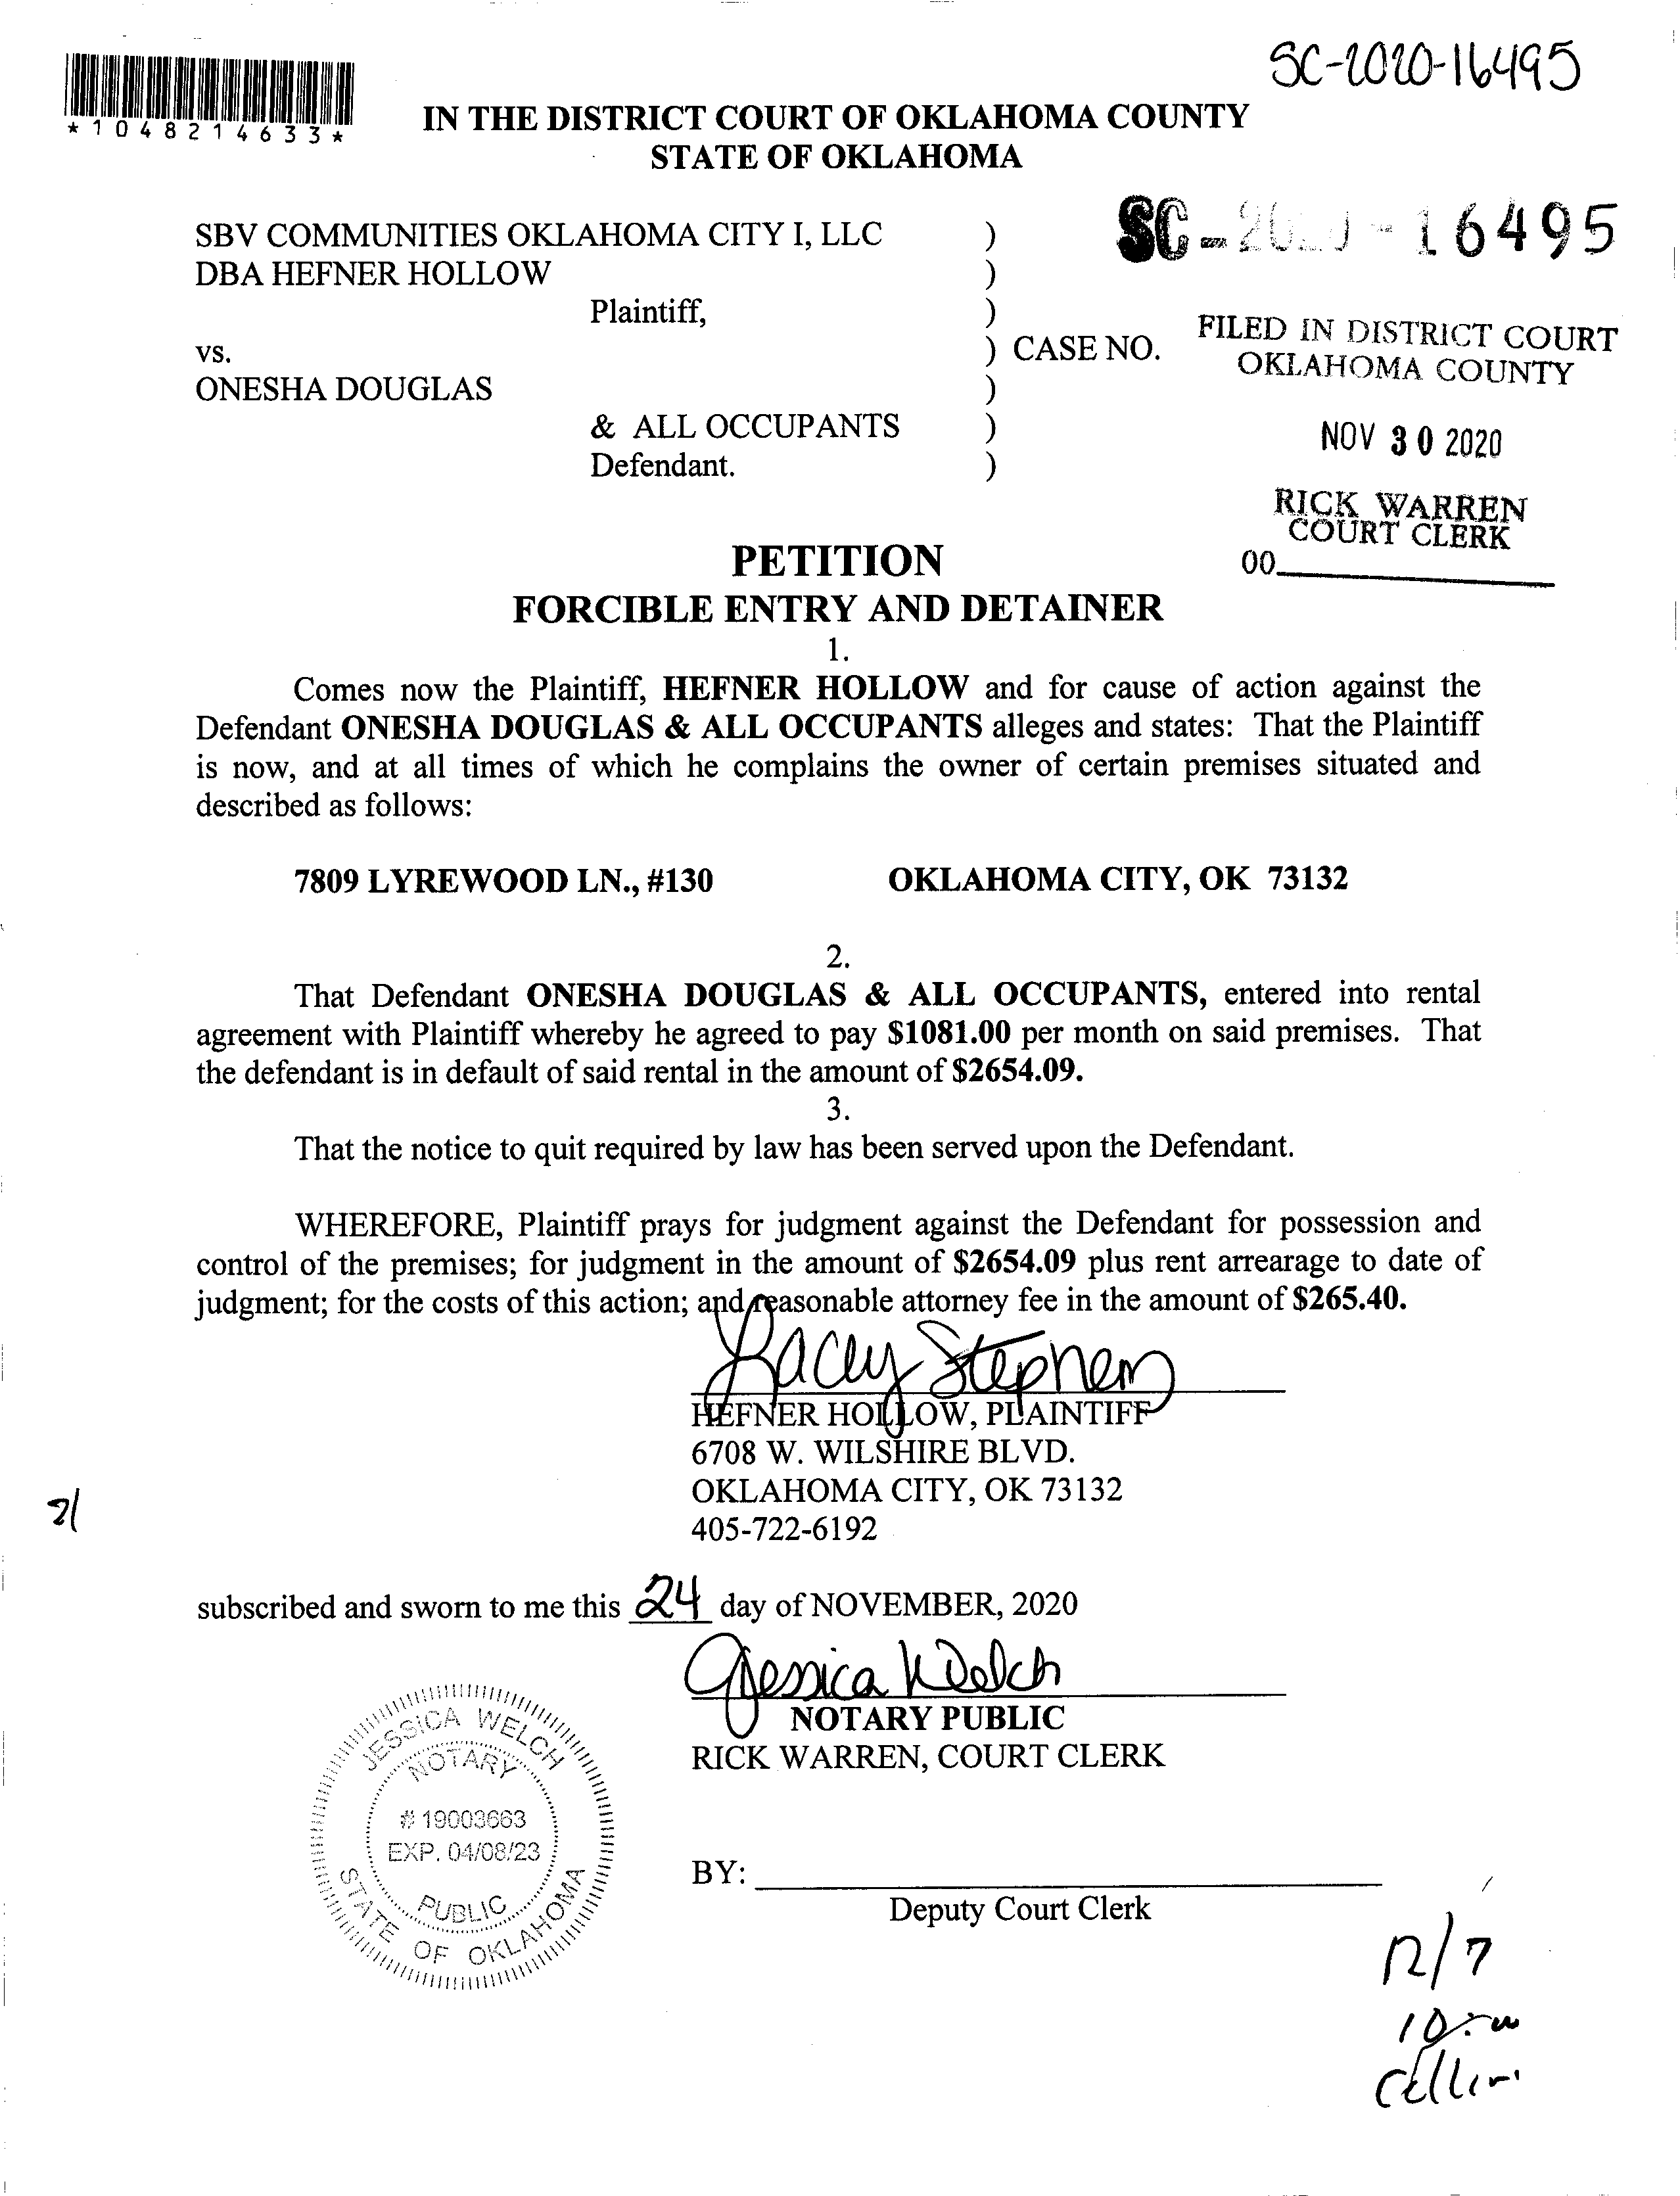 SC-2020-16495
*1048214633*
IN THE DISTRICT COURT OF OKLAHOMA COUNTY
STATE OF OKLAHOMA
SBV COMMUNITIES OKLAHOMA CITY I, LLC )
DBA HEFNER HOLLOW )
Plaintiff, )
vs. ) CASE NO.
ONESHA DOUGLAS )
& ALL OCCUPANTS )
Defendant. )
SC-2020-16495
FILED IN DISTRICT COURT
OKLAHOMA COUNTY
NOV 30 2020
RICK WARREN
COURT CLERK
00
PETITION
FORCIBLE ENTRY AND DETAINER
1.
Comes now the Plaintiff, HEFNER HOLLOW and for cause of action against the
Defendant ONESHA DOUGLAS & ALL OCCUPANTS alleges and states: That the Plaintiff
is now, and at all times of which he complains the owner of certain premises situated and
described as follows:
7809 LYREWOOD LN., #130 OKLAHOMA CITY, OK 73132
2.
That Defendant ONESHA DOUGLAS & ALL OCCUPANTS, entered into rental
agreement with Plaintiff whereby he agreed to pay $1081.00 per month on said premises. That
the defendant is in default of said rental in the amount of $2654.09.
3.
That the notice to quit required by law has been served upon the Defendant.
WHEREFORE, Plaintiff prays for judgment against the Defendant for possession and
control of the premises; for judgment in the amount of $2654.09 plus rent arrearage to date of
judgment; for the costs of this action; and reasonable attorney fee in the amount of $265.40.
Lacey Stephen
HEFNER HOLLOW, PLAINTIFF
6708 W. WILSHIRE BLVD.
OKLAHOMA CITY, OK 73132
405-722-6192
subscribed and sworn to me this 24 day of NOVEMBER, 2020
Jessica Welch
NOTARY PUBLIC
RICK WARREN, COURT CLERK
JESSICA WELCH
NOTARY
# 19003663
EXP. 04/08/23
PUBLIC
STATE OF OKLAHOMA
BY:
Deputy Court Clerk
12/7